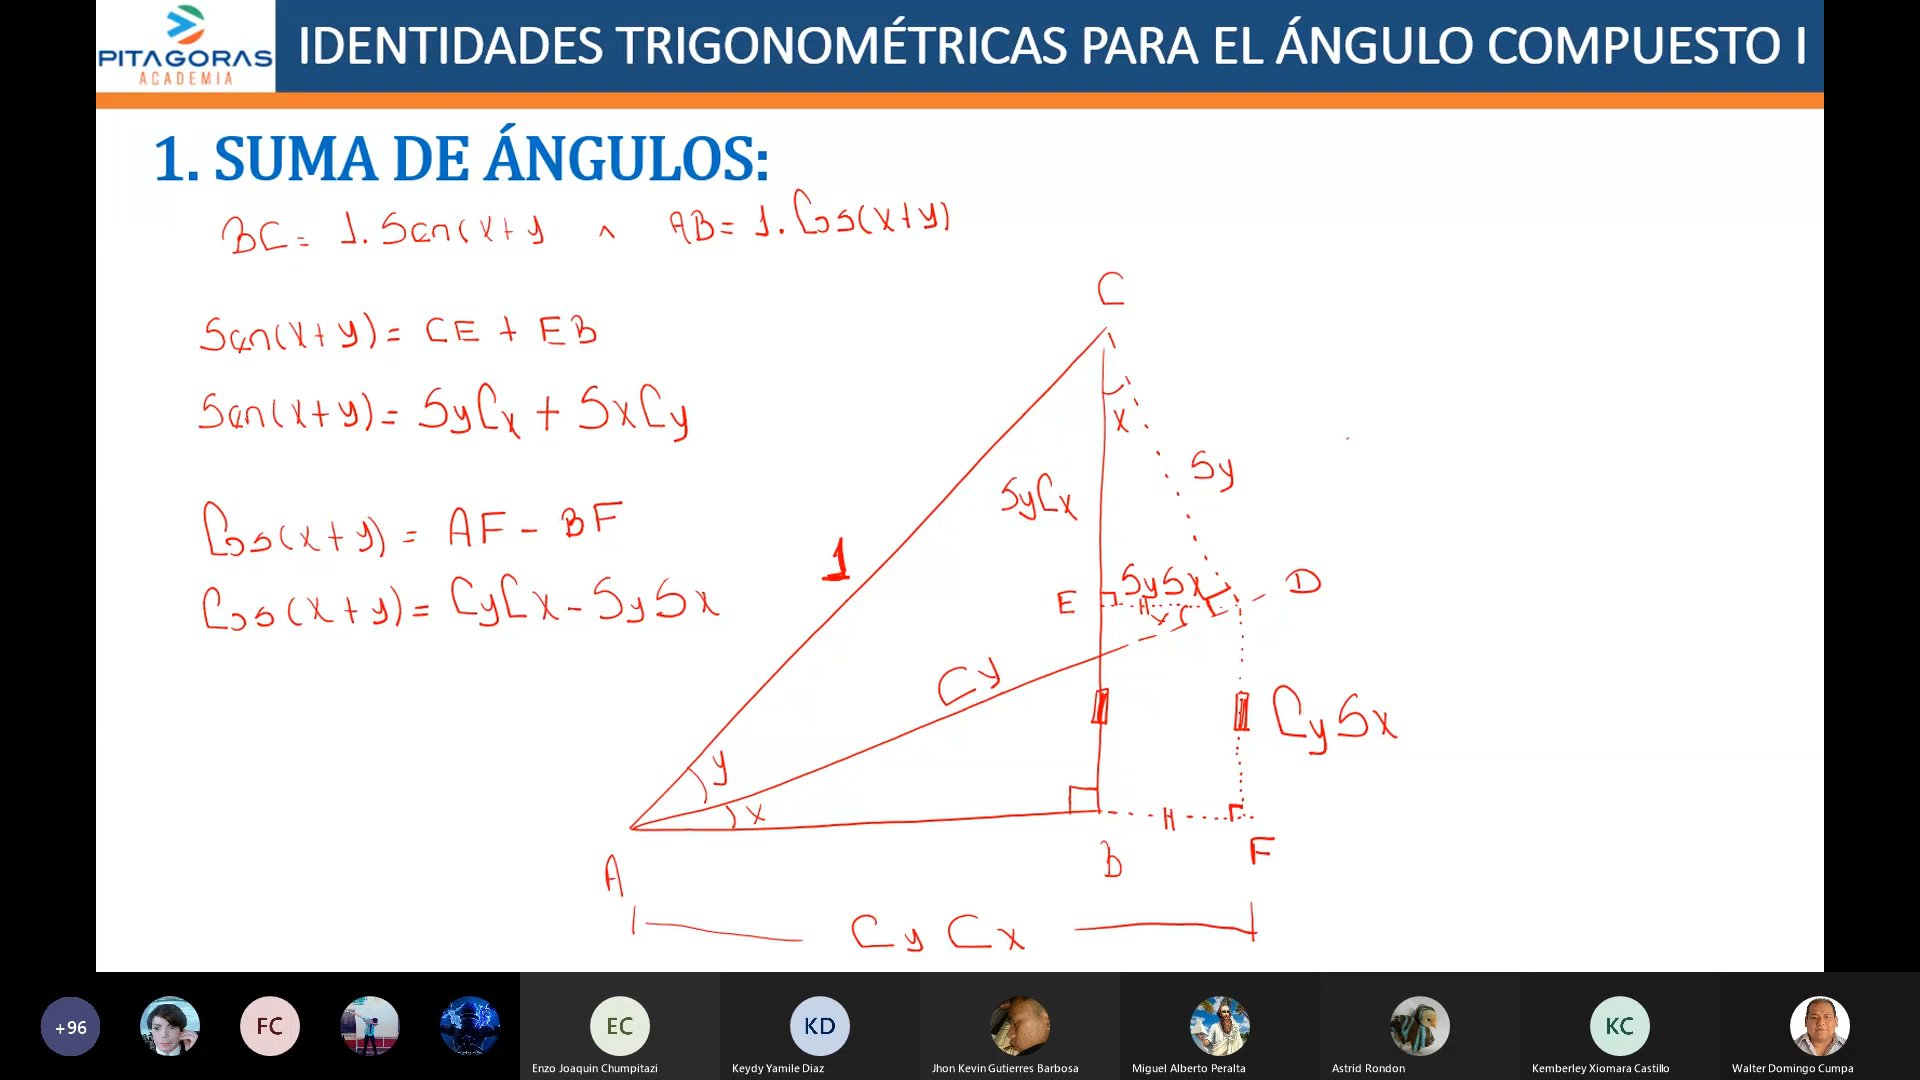 PITAGORAS
ACADEMIA
IDENTIDADES TRIGONOMÉTRICAS PARA EL ÁNGULO COMPUESTO I
1. SUMA DE ÁNGULOS:
BC = 1. Sen(x+y ^ AB = 1. Cos(x+y)
Sen(x+y) = CE + EB
Sen(x+y) = SyCx + SxCy
Cos(x+y) = AF - BF
Cos(x+y) = CyCx - SySx
C
x
Sy
SyCx
1
E
SySx
D
x
Cy
CySx
y
x
A
B
F
Cy Cx
+96
FC
EC
KD
KC
Enzo Joaquin Chumpitazi
Keydy Yamile Diaz
Jhon Kevin Gutierres Barbosa
Miguel Alberto Peralta
Astrid Rondon
Kemberley Xiomara Castillo
Walter Domingo Cumpa